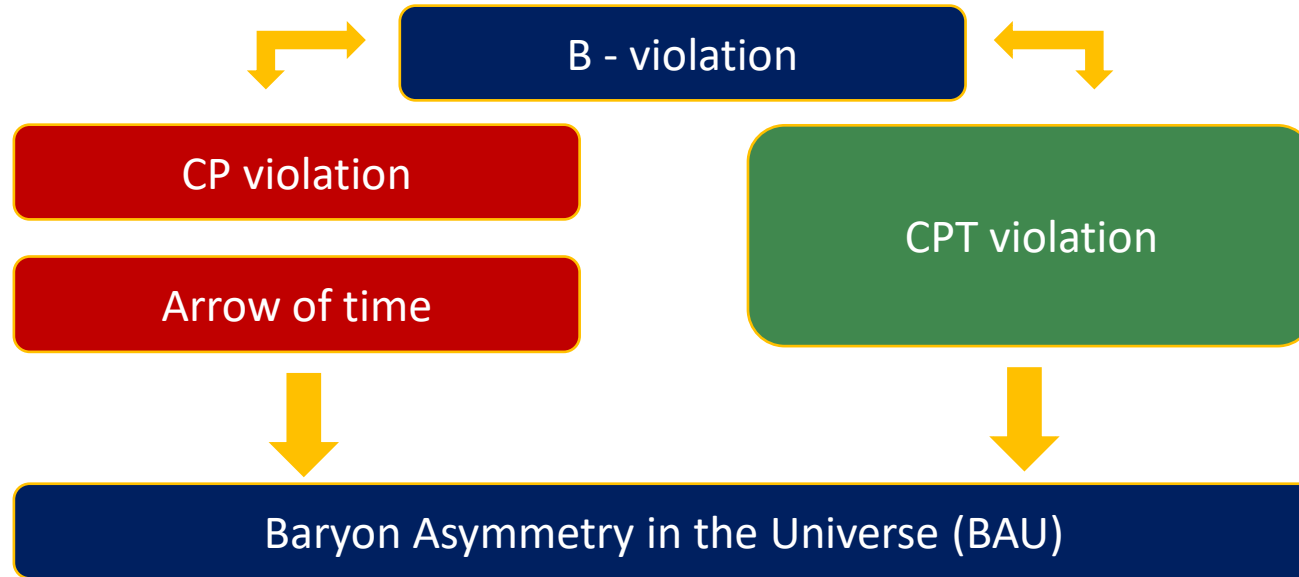 B - violation
CP violation
CPT violation
Arrow of time
Baryon Asymmetry in the Universe (BAU)